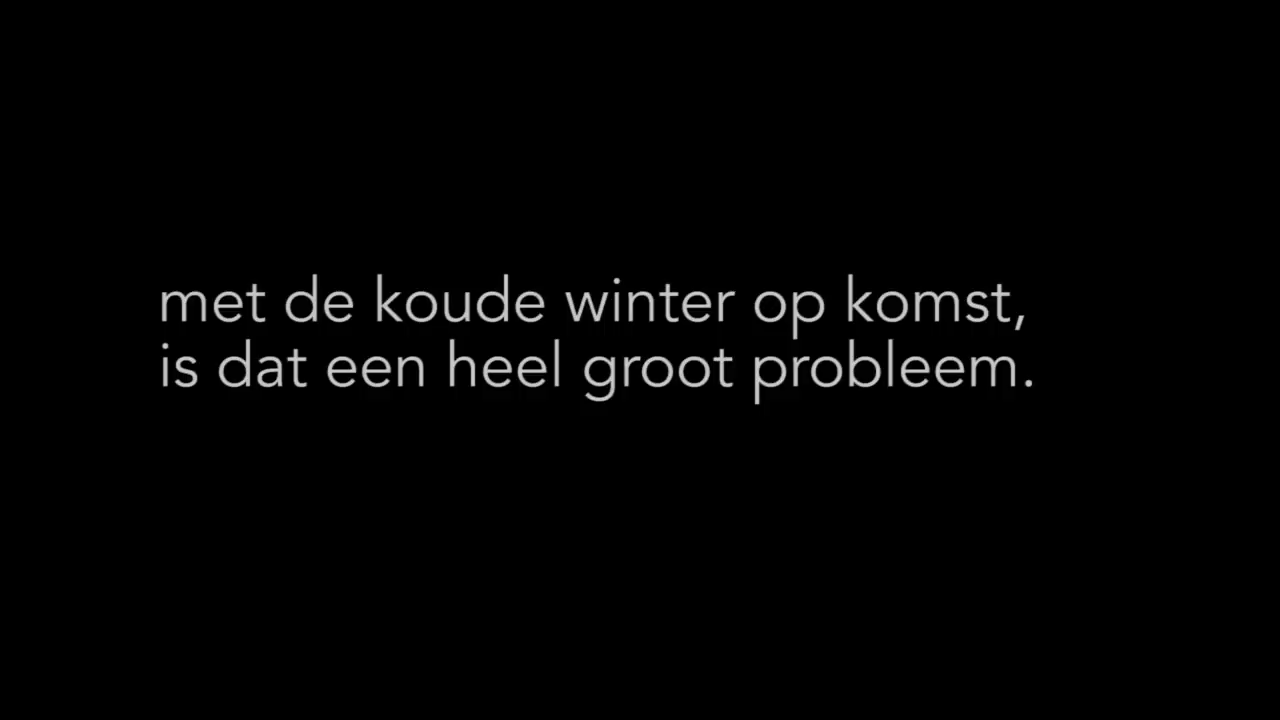 met de koude winter op komst,
is dat een heel groot probleem.